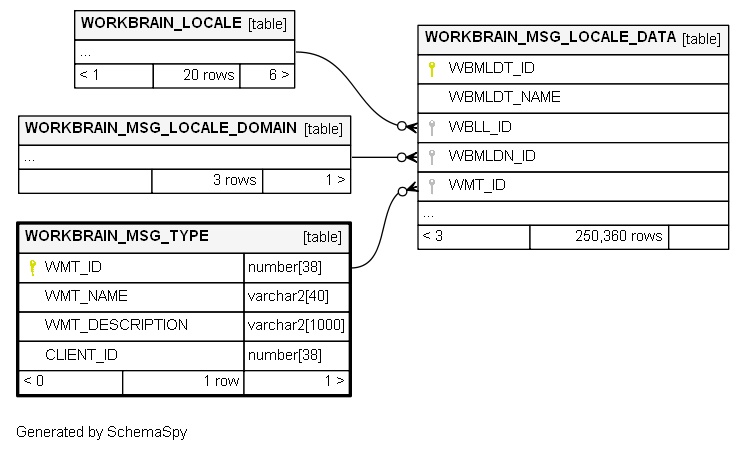 WORKBRAIN_LOCALE [table]
...
< 1 20 rows 6 >
WORKBRAIN_MSG_LOCALE_DOMAIN [table]
...
3 rows 1 >
WORKBRAIN_MSG_TYPE [table]
WMT_ID number[38]
WMT_NAME varchar2[40]
WMT_DESCRIPTION varchar2[1000]
CLIENT_ID number[38]
< 0 1 row 1 >
WORKBRAIN_MSG_LOCALE_DATA [table]
WBMLDT_ID
WBMLDT_NAME
WBLL_ID
WBMLDN_ID
WMT_ID
...
< 3 250,360 rows
Generated by SchemaSpy